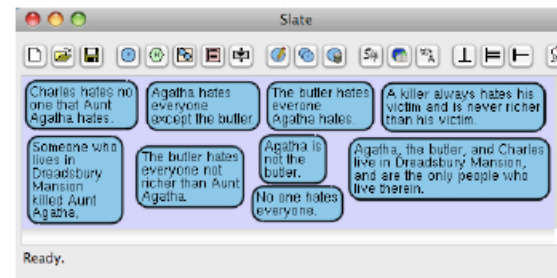 Slate
Charles hates no
one that Aunt
Agatha hates.
Agatha hates
everyone
except the butler
The butler hates
everone
Agatha hates.
A killer always hates his
victim and is never richer
than his victim.
Someone who
lives in
Dreadsbury
Mansion
killed Aunt
Agatha,
The butler hates
everyone not
richer than Aunt
Agatha
Agatha is
not the
butler.
No one hates
everyone.
Agatha, the butler, and Charles
live in Dreadsbury Mansion,
and are the only people who
live therein.
Ready.